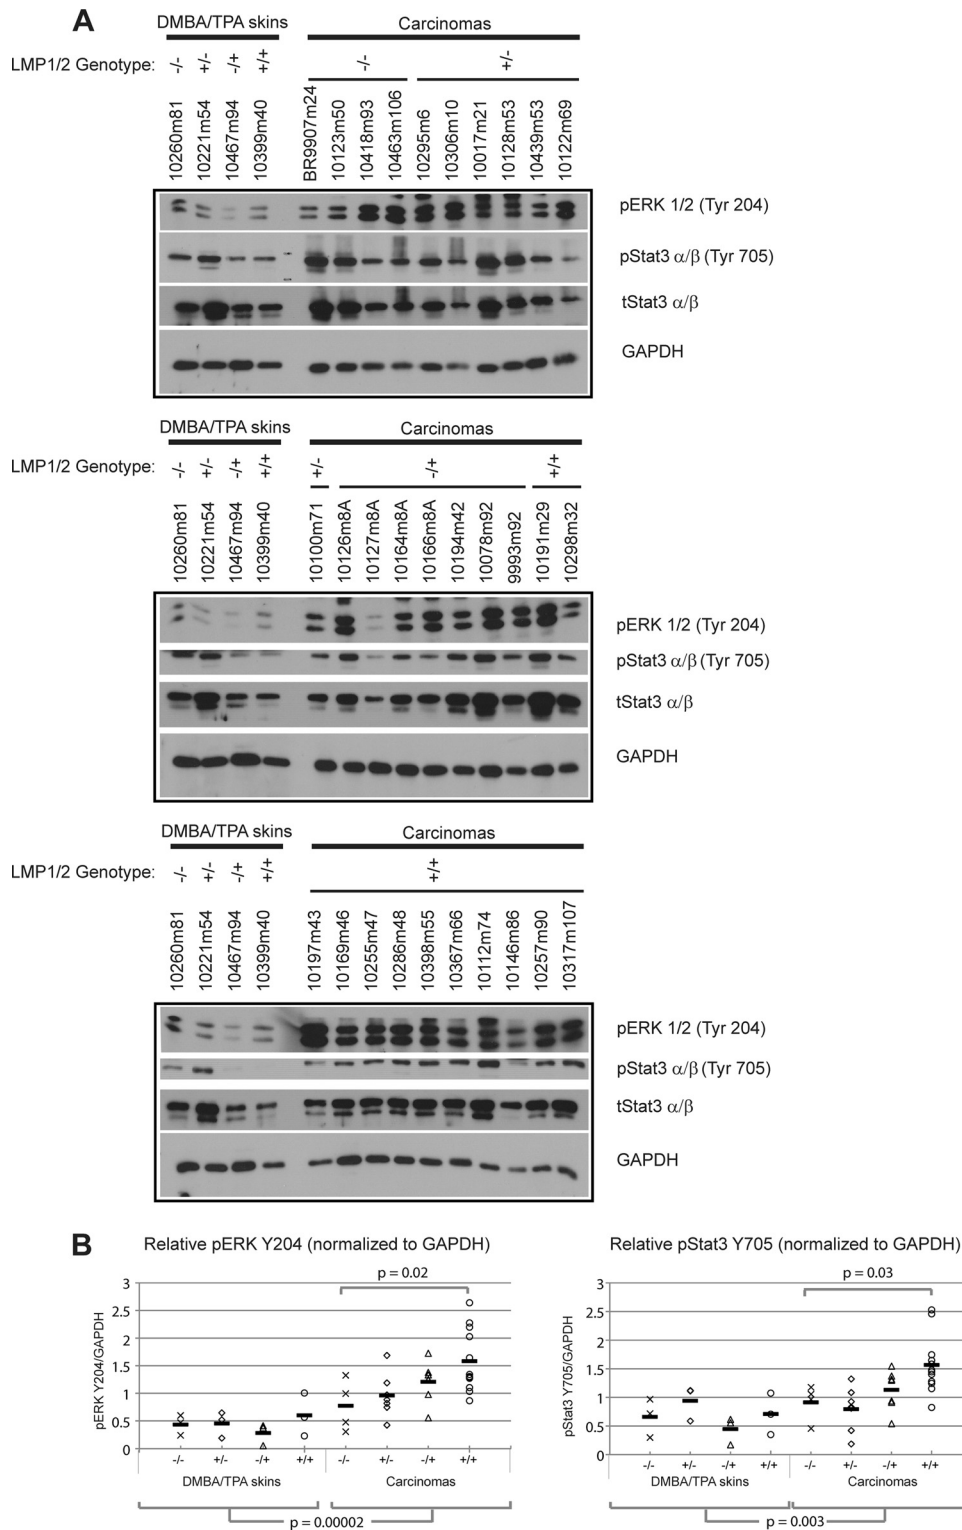 A
DMBA/TPA skins Carcinomas
LMP1/2 Genotype: -/- +/- -/+ +/+ -/- +/-
10260m81 10221m54 10467m94 10399m40 BR9907m24 10123m50 10418m93 10463m106 10295m6 10306m10 10017m21 10128m53 10439m53 10122m69
pERK 1/2 (Tyr 204)
pStat3 α/β (Tyr 705)
tStat3 α/β
GAPDH
DMBA/TPA skins Carcinomas
LMP1/2 Genotype: -/- +/- -/+ +/+ +/- -/+ +/+
10260m81 10221m54 10467m94 10399m40 10100m71 10126m8A 10127m8A 10164m8A 10166m8A 10194m42 10078m92 9993m92 10191m29 10298m32
pERK 1/2 (Tyr 204)
pStat3 α/β (Tyr 705)
tStat3 α/β
GAPDH
DMBA/TPA skins Carcinomas
LMP1/2 Genotype: -/- +/- -/+ +/+ +/+
10260m81 10221m54 10467m94 10399m40 10197m43 10169m46 10255m47 10286m48 10398m55 10367m66 10112m74 10146m86 10257m90 10317m107
pERK 1/2 (Tyr 204)
pStat3 α/β (Tyr 705)
tStat3 α/β
GAPDH
B
Relative pERK Y204 (normalized to GAPDH)
p = 0.02
pERK Y204/GAPDH
3
2.5
2
1.5
1
0.5
0
-/- +/- -/+ +/+ -/- +/- -/+ +/+
DMBA/TPA skins Carcinomas
p = 0.00002
Relative pStat3 Y705 (normalized to GAPDH)
p = 0.03
pStat3 Y705/GAPDH
3
2.5
2
1.5
1
0.5
0
-/- +/- -/+ +/+ -/- +/- -/+ +/+
DMBA/TPA skins Carcinomas
p = 0.003